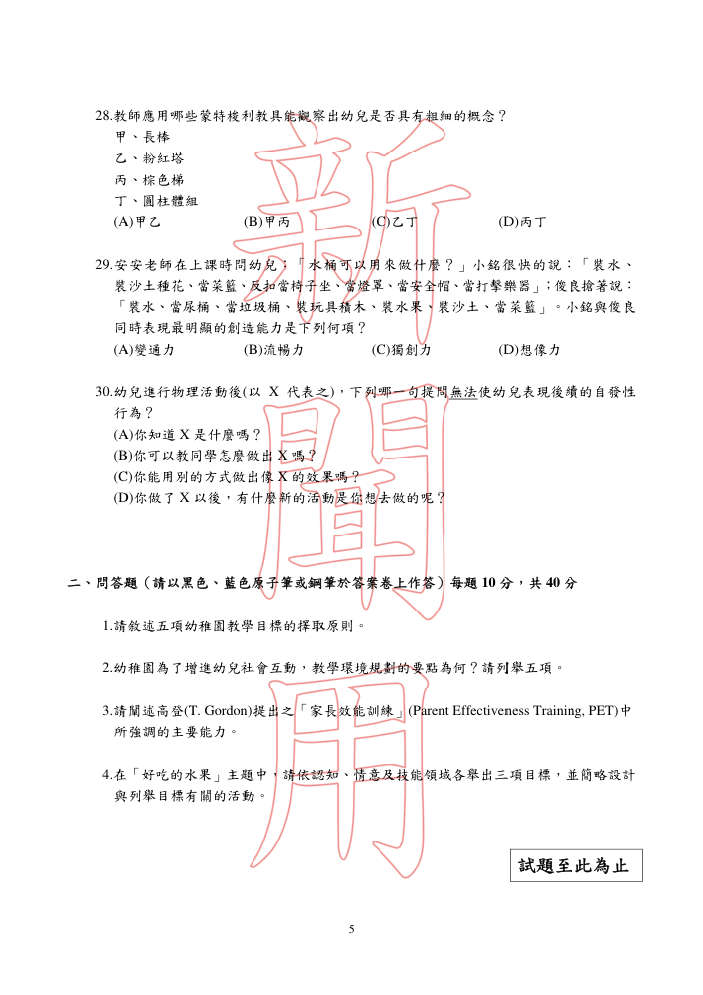 28.教師應用哪些蒙特梭利教具能觀察出幼兒是否具有粗細的概念？
甲、長棒
乙、粉紅塔
丙、棕色梯
丁、圓柱體組
(A)甲乙 (B)甲丙 (C)乙丁 (D)丙丁
29.安安老師在上課時問幼兒：「水桶可以用來做什麼？」小銘很快的說：「裝水、
裝沙土種花、當菜籃、反扣當椅子坐、當燈罩、當安全帽、當打擊樂器」；俊良搶著說：
「裝水、當尿桶、當垃圾桶、裝玩具積木、裝水果、裝沙土、當菜籃」。小銘與俊良
同時表現最明顯的創造能力是下列何項？
(A)變通力 (B)流暢力 (C)獨創力 (D)想像力
30.幼兒進行物理活動後(以 X 代表之)，下列哪一句提問無法使幼兒表現後續的自發性
行為？
(A)你知道 X 是什麼嗎？
(B)你可以教同學怎麼做出 X 嗎？
(C)你能用別的方式做出像 X 的效果嗎？
(D)你做了 X 以後，有什麼新的活動是你想去做的呢？
二、問答題（請以黑色、藍色原子筆或鋼筆於答案卷上作答）每題 10 分，共 40 分
1.請敘述五項幼稚園教學目標的擇取原則。
2.幼稚園為了增進幼兒社會互動，教學環境規劃的要點為何？請列舉五項。
3.請闡述高登(T. Gordon)提出之「家長效能訓練」(Parent Effectiveness Training, PET)中
所強調的主要能力。
4.在「好吃的水果」主題中，請依認知、情意及技能領域各舉出三項目標，並簡略設計
與列舉目標有關的活動。
試題至此為止
5
新聞用